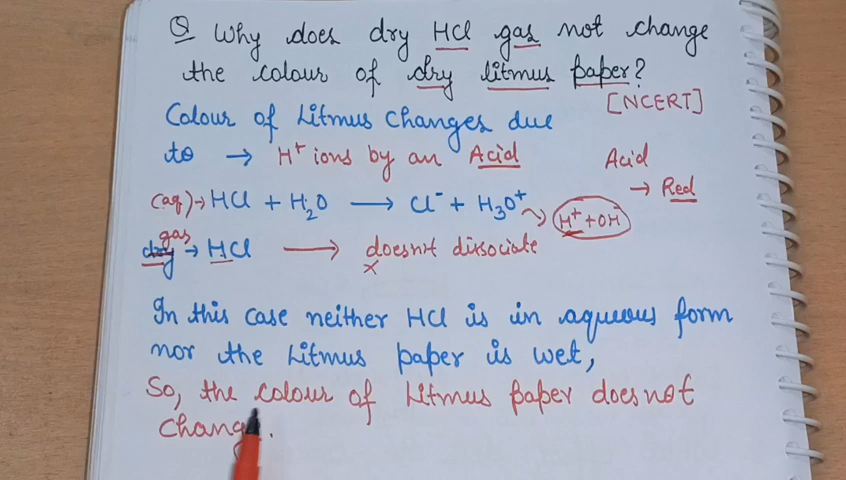 Q Why does dry HCl gas not change
the colour of dry litmus paper?
[NCERT]
Colour of Litmus Changes due
to → H⁺ ions by an Acid
Acid
→ Red
(aq) → HCl + H₂O → Cl⁻ + H₃O⁺
H⁺ + OH
gas
dry → HCl → doesn't dissociate
x
In this case neither HCl is in aqueous form
nor the Litmus paper is wet,
So, the colour of Litmus paper does not
change.